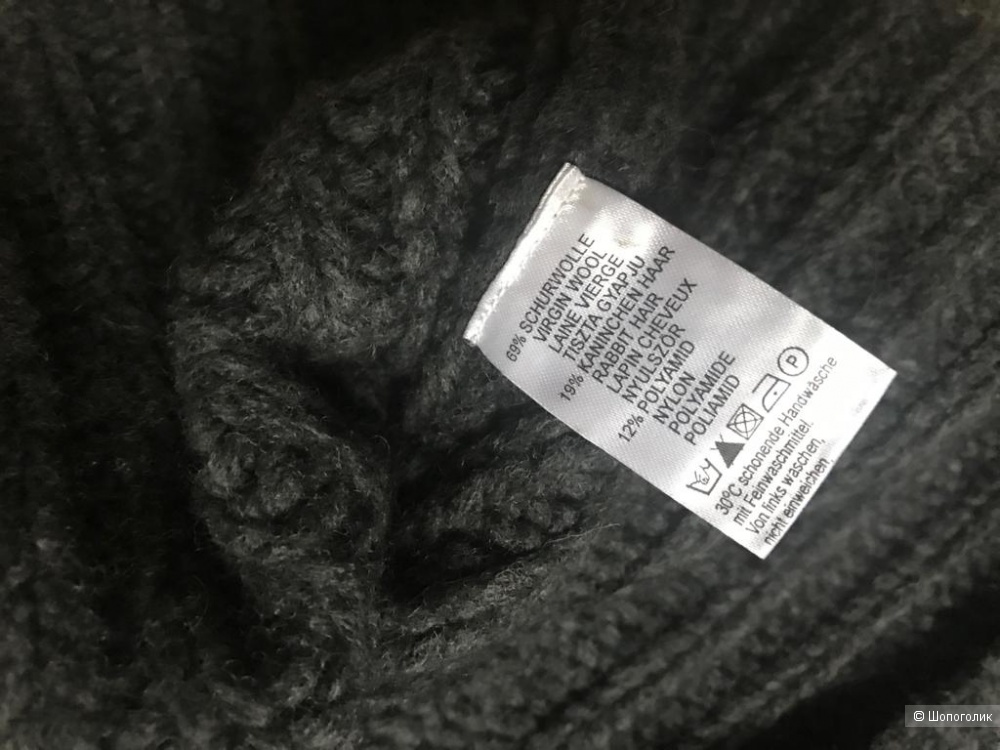 69% SCHURWOLLE
VIRGIN WOOL
LAINE VIERGE
TISZTA GYAPJU
19% KANINCHEN HAAR
RABBIT HAIR
LAPIN CHEVEUX
NYULSZŐR
12% POLYAMID
NYLON
POLYAMIDE
POLIAMID
P
30°C schonende Handwäsche
mit Feinwaschmittel.
Von links waschen,
nicht einweichen,
© Шопоголик